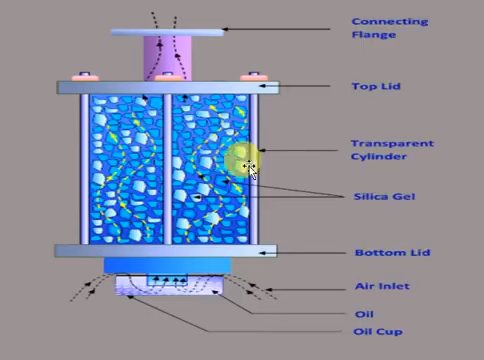 Connecting
Flange
Top Lid
Transparent
Cylinder
Silica Gel
Bottom Lid
Air Inlet
Oil
Oil Cup